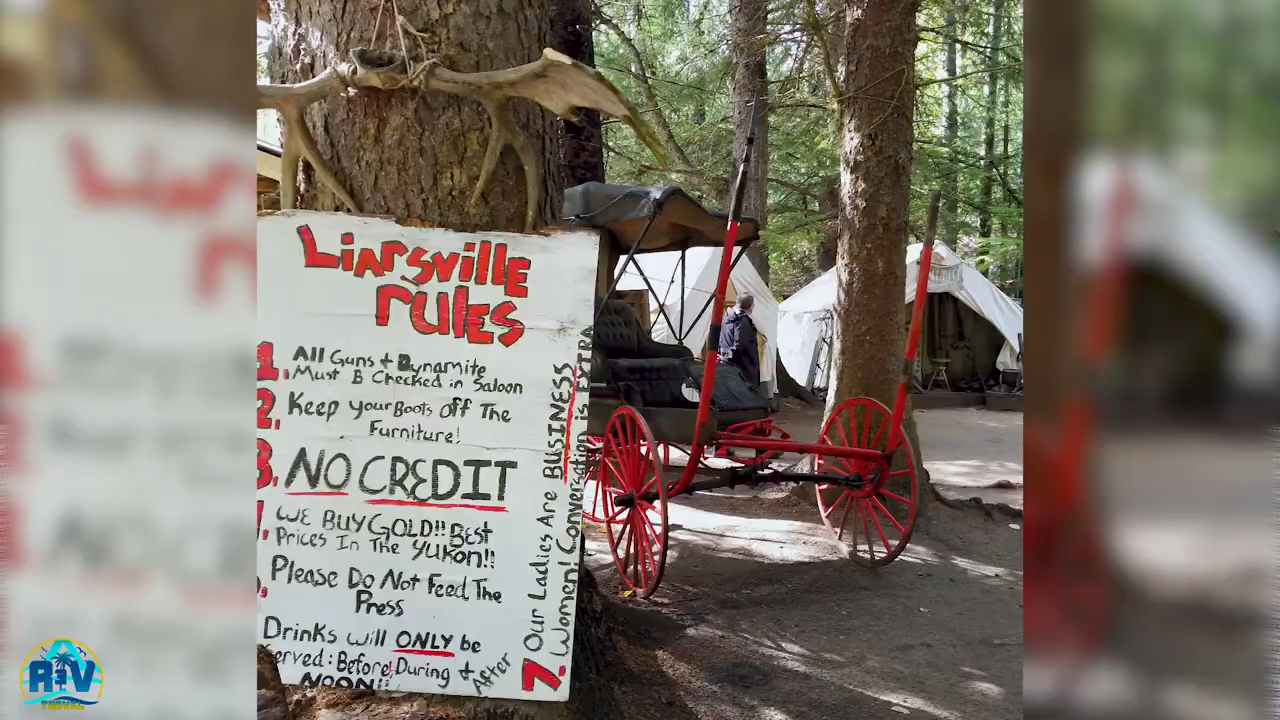 Liarsville
rules
1. All Guns + Dynamite
Must B Checked in Saloon
2. Keep your Boots off The
Furniture!
3. NO CREDIT
WE BUY GOLD!! Best
Prices In The Yukon!!
Please Do Not Feed The
Press
Drinks will ONLY be
erved: Before, During + After
NOON!!
7. Our Ladies Are BUSINESS
Women! Conversation is EXTRA
RV
TRAVEL